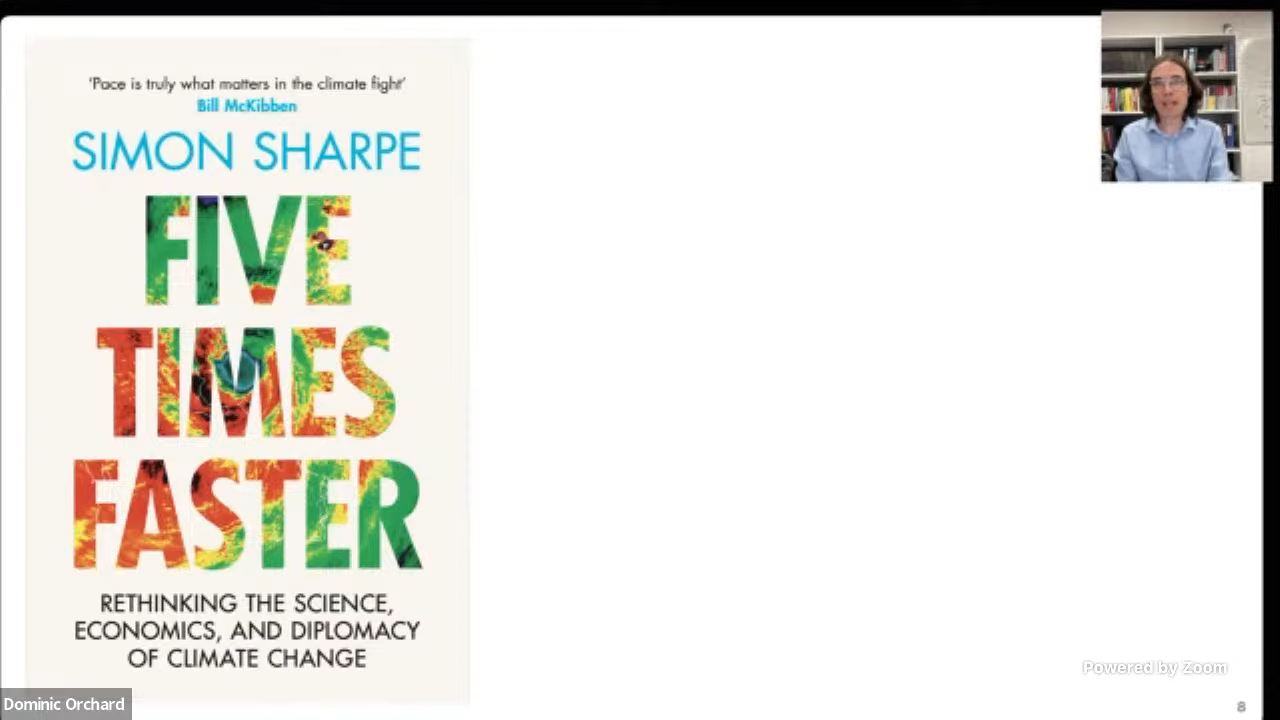 'Pace is truly what matters in the climate fight'
Bill McKibben
SIMON SHARPE
FIVE
TIMES
FASTER
RETHINKING THE SCIENCE,
ECONOMICS, AND DIPLOMACY
OF CLIMATE CHANGE
Powered by Zoom
Dominic Orchard
8